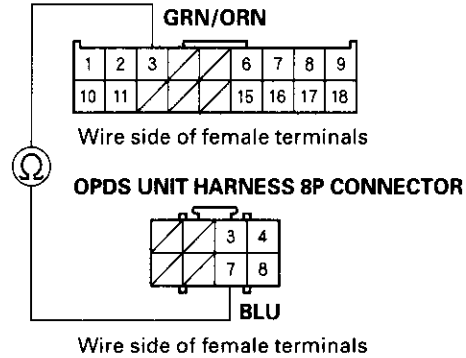 GRN/ORN
1 2 3 6 7 8 9
10 11 15 16 17 18
Wire side of female terminals
Ω
OPDS UNIT HARNESS 8P CONNECTOR
3 4
7 8
BLU
Wire side of female terminals